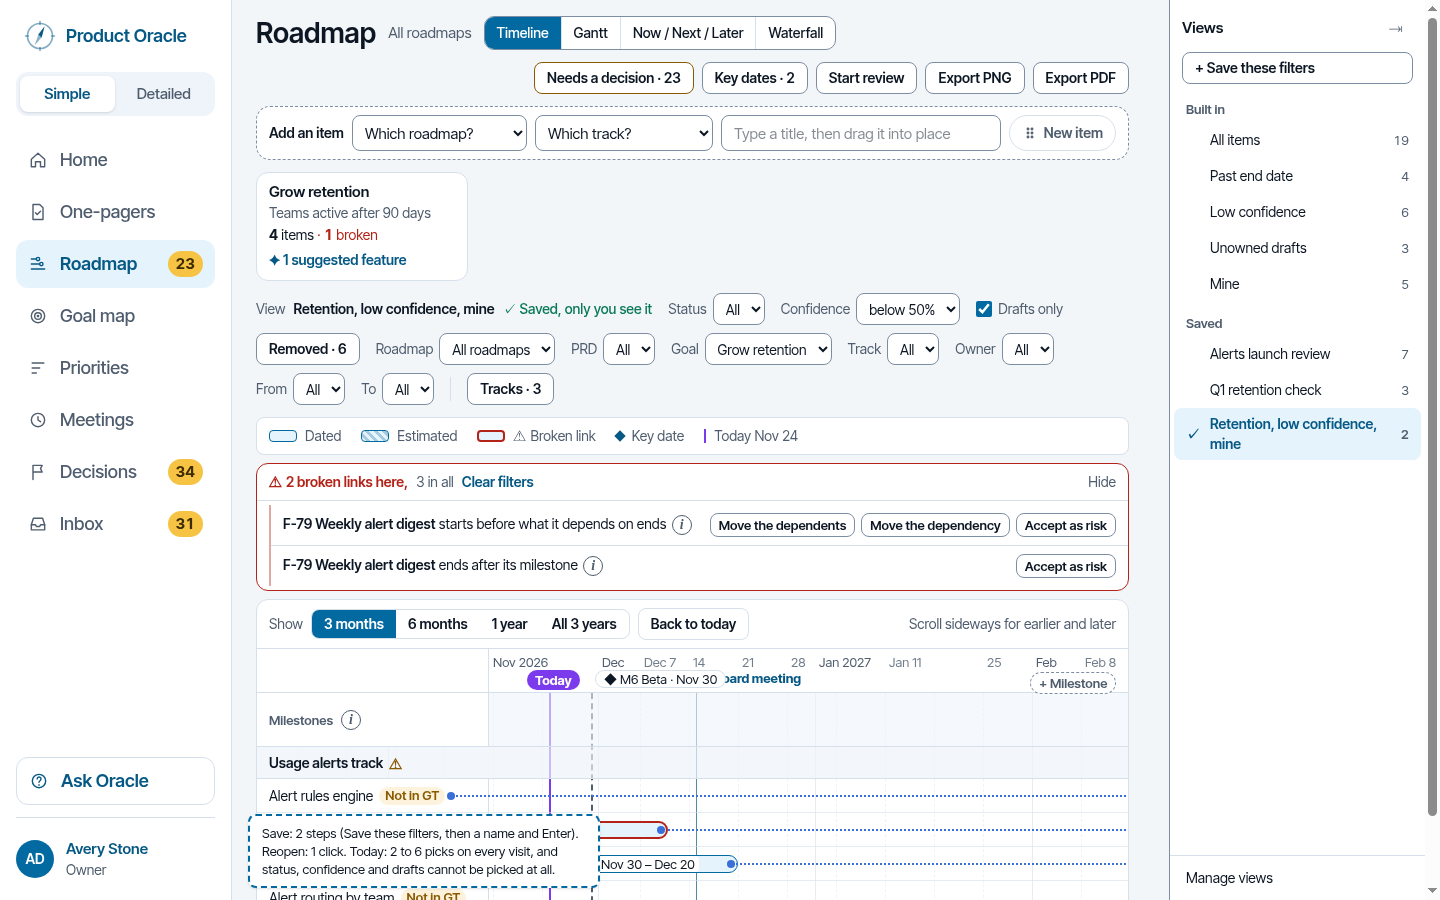 Product Oracle
Simple
Detailed
Home
One-pagers
Roadmap 23
Goal map
Priorities
Meetings
Decisions 34
Inbox 31
Ask Oracle
AD
Avery Stone
Owner
Roadmap All roadmaps Timeline Gantt Now / Next / Later Waterfall
Needs a decision · 23 Key dates · 2 Start review Export PNG Export PDF
Add an item Which roadmap? Which track? Type a title, then drag it into place New item
Grow retention
Teams active after 90 days
4 items · 1 broken
1 suggested feature
View Retention, low confidence, mine ✓ Saved, only you see it Status All Confidence below 50% Drafts only
Removed · 6 Roadmap All roadmaps PRD All Goal Grow retention Track All Owner All
From All To All Tracks · 3
Dated Estimated ⚠ Broken link Key date Today Nov 24
⚠ 2 broken links here, 3 in all Clear filters Hide
F-79 Weekly alert digest starts before what it depends on ends i Move the dependents Move the dependency Accept as risk
F-79 Weekly alert digest ends after its milestone i Accept as risk
Show 3 months 6 months 1 year All 3 years Back to today Scroll sideways for earlier and later
Nov 2026 Dec Dec 7 14 21 28 Jan 2027 Jan 11 25 Feb Feb 8
Today ◆ M6 Beta · Nov 30 ard meeting + Milestone
Milestones i
Usage alerts track ⚠
Alert rules engine Not in GT
Save: 2 steps (Save these filters, then a name and Enter).
Reopen: 1 click. Today: 2 to 6 picks on every visit, and
status, confidence and drafts cannot be picked at all.
Nov 30 – Dec 20
Alert routing by team Not in GT
Views
+ Save these filters
Built in
All items 19
Past end date 4
Low confidence 6
Unowned drafts 3
Mine 5
Saved
Alerts launch review 7
Q1 retention check 3
✓ Retention, low confidence,
mine 2
Manage views